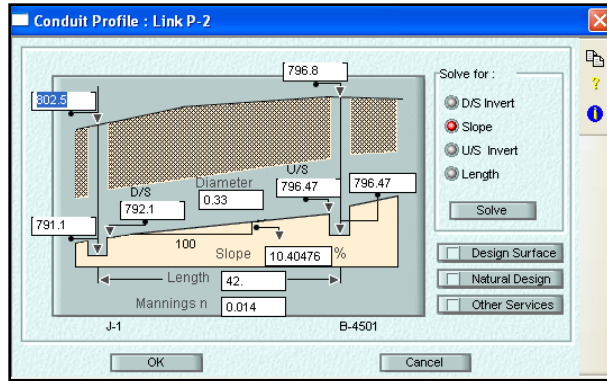 Conduit Profile : Link P-2
796.8
802.5
Solve for :
D/S Invert
Slope
U/S Invert
Length
Solve
U/S
Diameter
D/S
796.47
796.47
0.33
792.1
791.1
100
Slope
10.40476
%
Length
42.
Mannings n
0.014
J-1
B-4501
Design Surface
Natural Design
Other Services
OK
Cancel